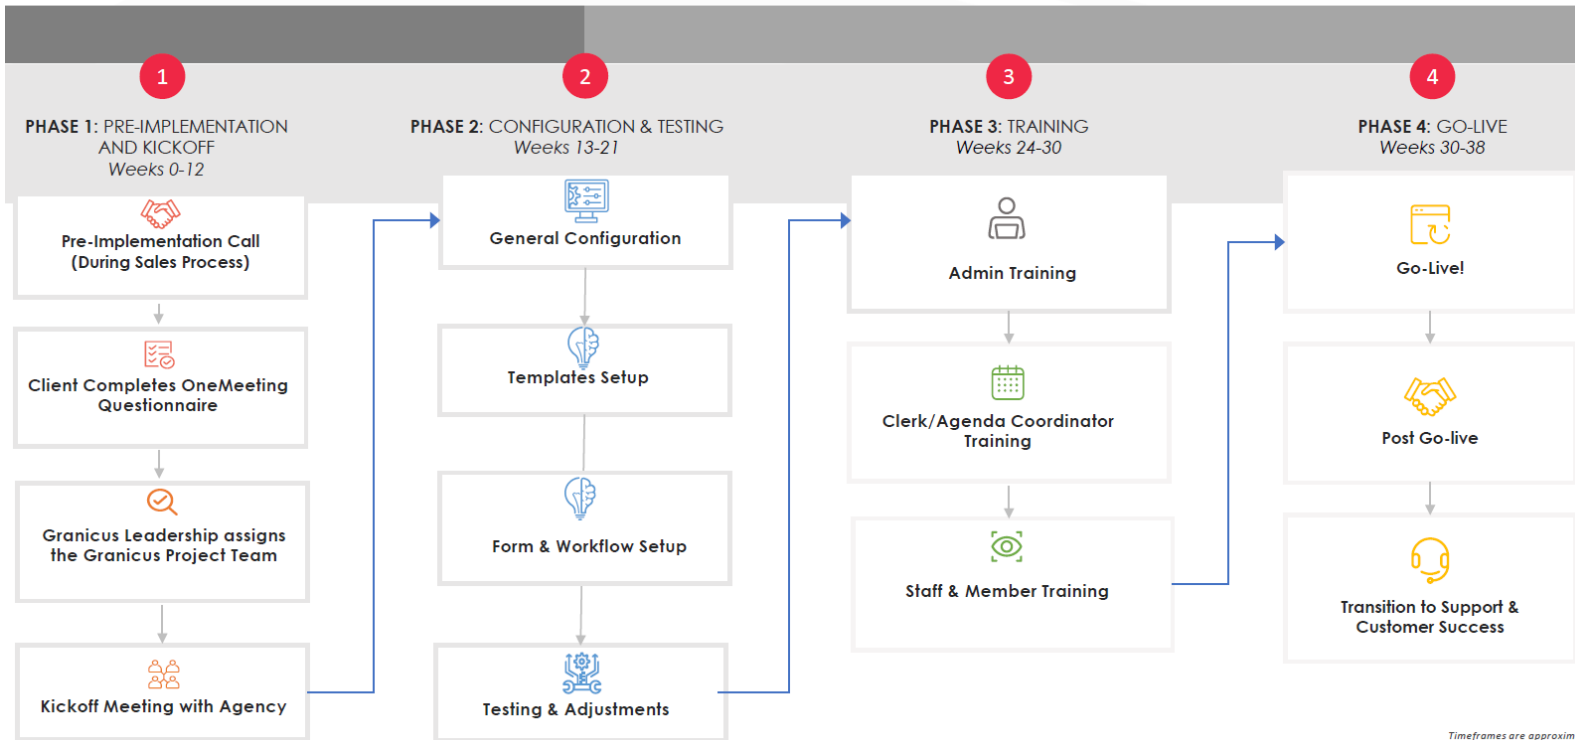 1
PHASE 1: PRE-IMPLEMENTATION
AND KICKOFF
Weeks 0-12
Pre-Implementation Call
(During Sales Process)
Client Completes OneMeeting
Questionnaire
Granicus Leadership assigns
the Granicus Project Team
Kickoff Meeting with Agency
2
PHASE 2: CONFIGURATION & TESTING
Weeks 13-21
General Configuration
Templates Setup
Form & Workflow Setup
Testing & Adjustments
3
PHASE 3: TRAINING
Weeks 24-30
Admin Training
Clerk/Agenda Coordinator
Training
Staff & Member Training
4
PHASE 4: GO-LIVE
Weeks 30-38
Go-Live!
Post Go-live
Transition to Support &
Customer Success
Timeframes are approxim